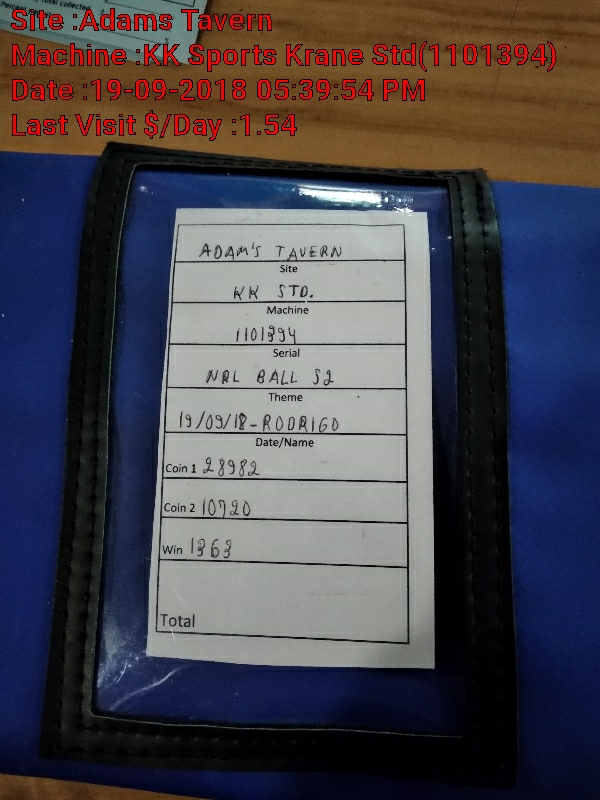 Site :Adams Tavern
Machine :KK Sports Krane Std(1101394)
Date :19-09-2018 05:39:54 PM
Last Visit $/Day :1.54
ADAM'S TAVERN
Site
KK STD.
Machine
1101394
Serial
NRL BALL S2
Theme
19/09/18-RODRIGO
Date/Name
Coin 1 28982
Coin 2 10720
Win 1363
Total